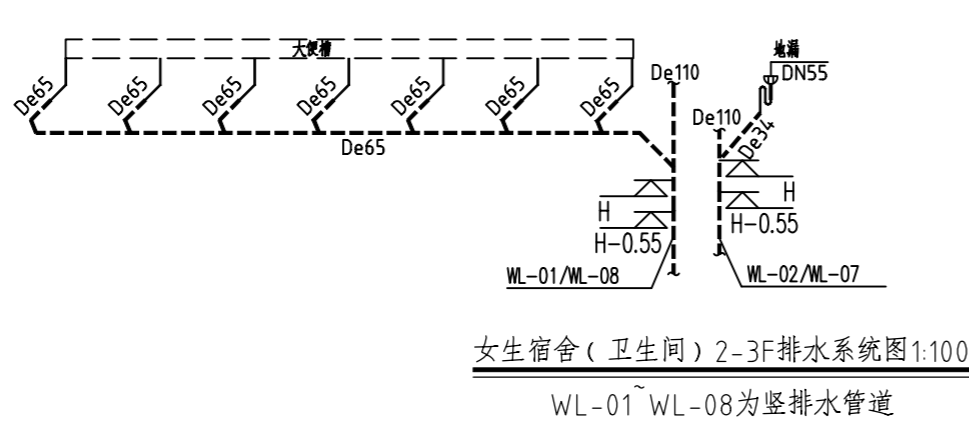 大便槽
地漏
De65 De65 De65 De65 De65 De65 De65
De110
DN55
De110
De65
De34
H
H
H-0.55
H-0.55
WL-01/WL-08
WL-02/WL-07
女生宿舍(卫生间)2-3F排水系统图1:100
WL-01~WL-08为竖排水管道